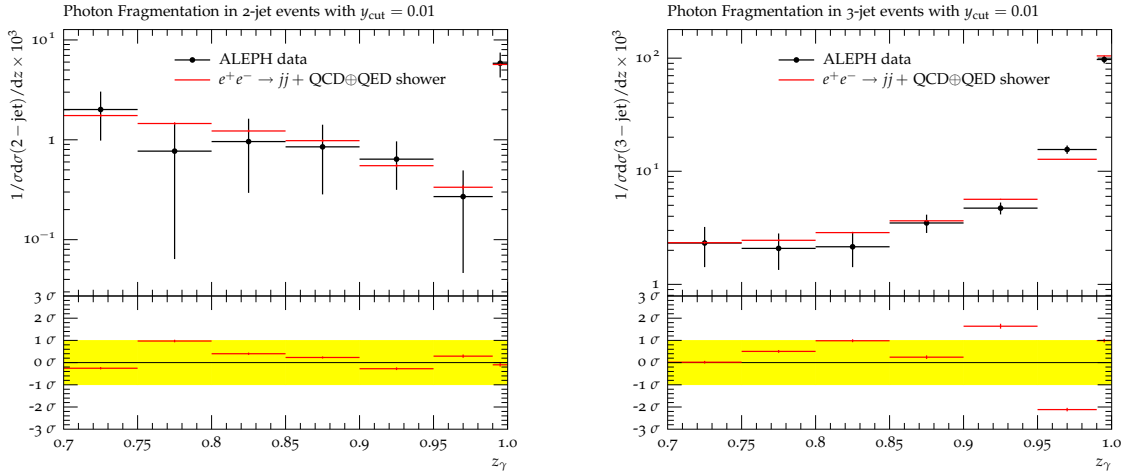 Photon Fragmentation in 2-jet events with y_cut = 0.01
1/σdσ(2 − jet)/dz × 10³
10¹
1
10⁻¹
ALEPH data
e⁺e⁻ → jj + QCD⊕QED shower
3 σ
2 σ
1 σ
0 σ
-1 σ
-2 σ
-3 σ
0.7 0.75 0.8 0.85 0.9 0.95 1.0
z_γ
Photon Fragmentation in 3-jet events with y_cut = 0.01
1/σdσ(3 − jet)/dz × 10³
10²
10¹
1
ALEPH data
e⁺e⁻ → jj + QCD⊕QED shower
3 σ
2 σ
1 σ
0 σ
-1 σ
-2 σ
-3 σ
0.7 0.75 0.8 0.85 0.9 0.95 1.0
z_γ